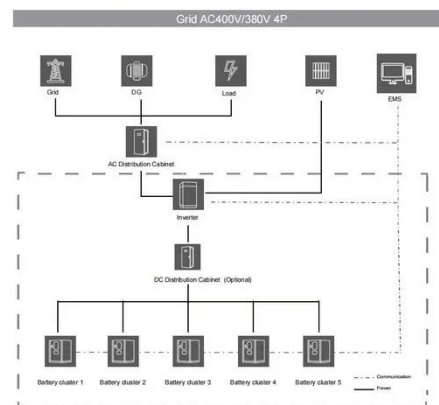 Grid AC400V/380V 4P
Grid
DG
Load
PV
EMS
AC Distribution Cabinet
Inverter
DC Distribution Cabinet (Optional)
Battery cluster 1
Battery cluster 2
Battery cluster 3
Battery cluster 4
Battery cluster 5
Communication
Power